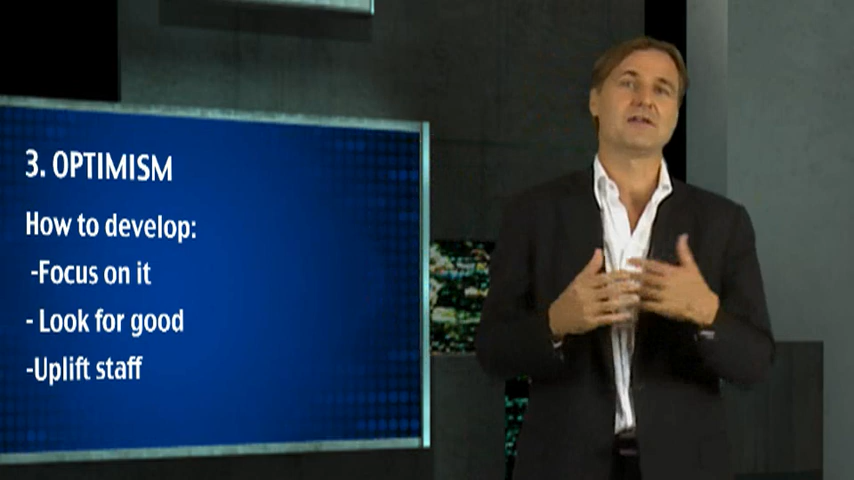 3. OPTIMISM
How to develop:
-Focus on it
- Look for good
-Uplift staff